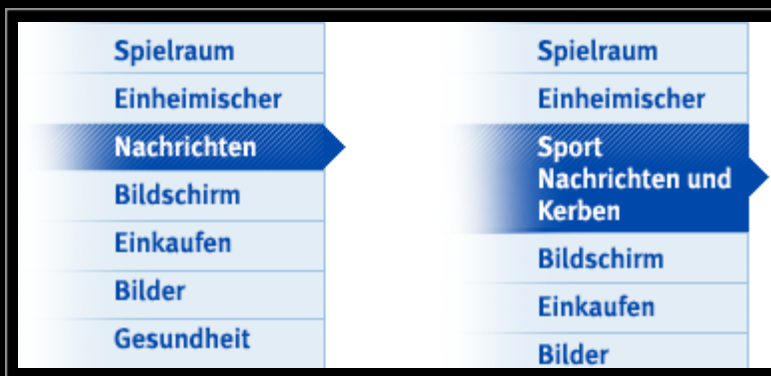 Spielraum
Einheimischer
Nachrichten
Bildschirm
Einkaufen
Bilder
Gesundheit
Spielraum
Einheimischer
Sport
Nachrichten und
Kerben
Bildschirm
Einkaufen
Bilder